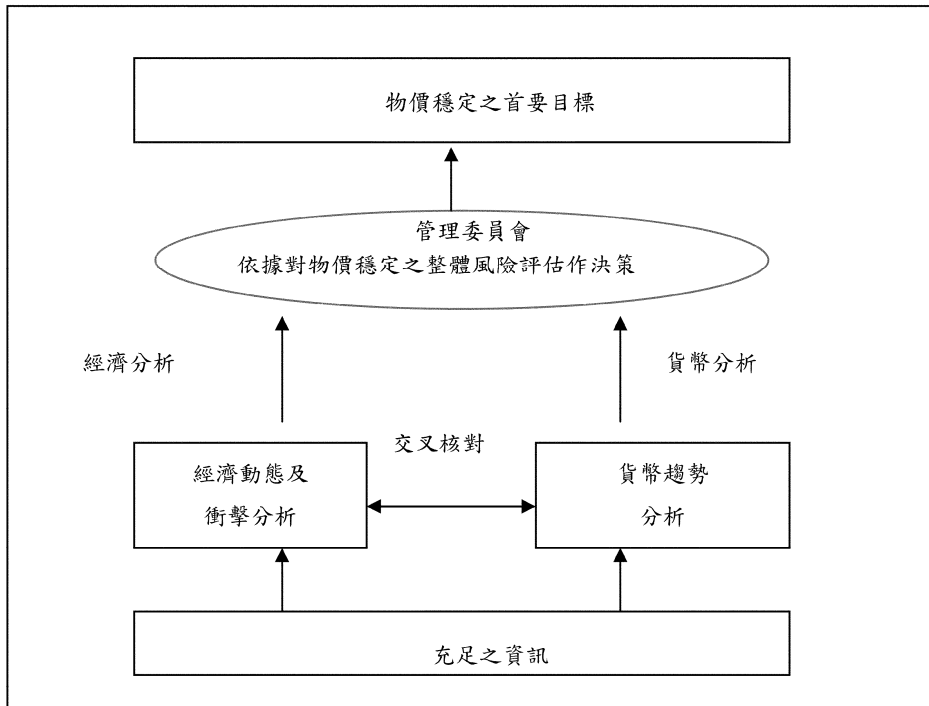 物價穩定之首要目標
管理委員會
依據對物價穩定之整體風險評估作決策
經濟分析
貨幣分析
交叉核對
經濟動態及
衝擊分析
貨幣趨勢
分析
充足之資訊